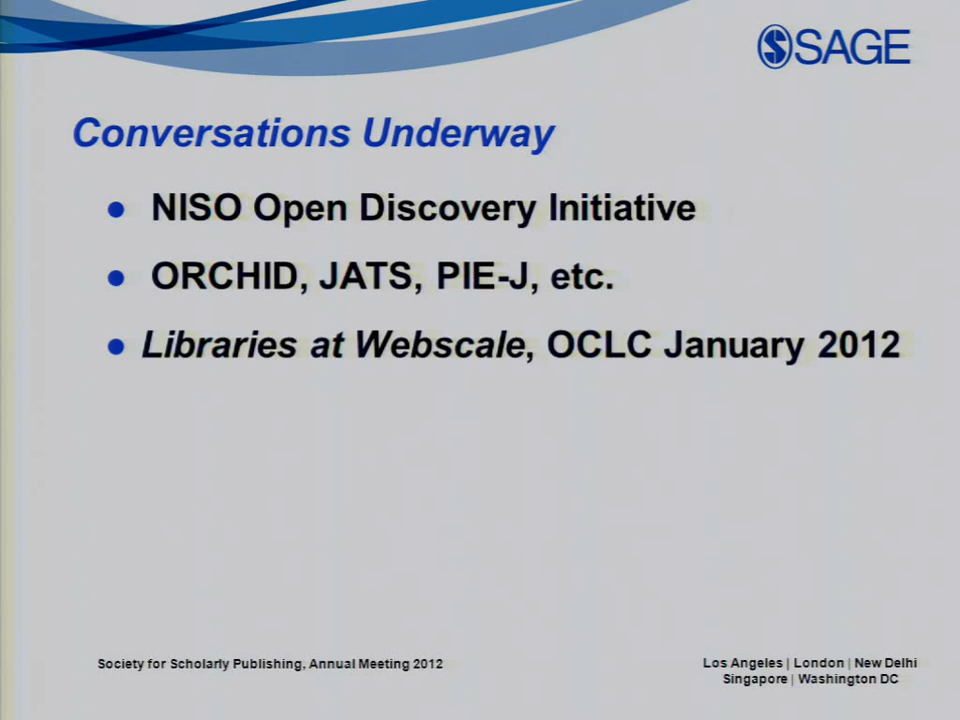 SAGE
Conversations Underway
● NISO Open Discovery Initiative
● ORCHID, JATS, PIE-J, etc.
● Libraries at Webscale, OCLC January 2012
Society for Scholarly Publishing, Annual Meeting 2012
Los Angeles | London | New Delhi
Singapore | Washington DC